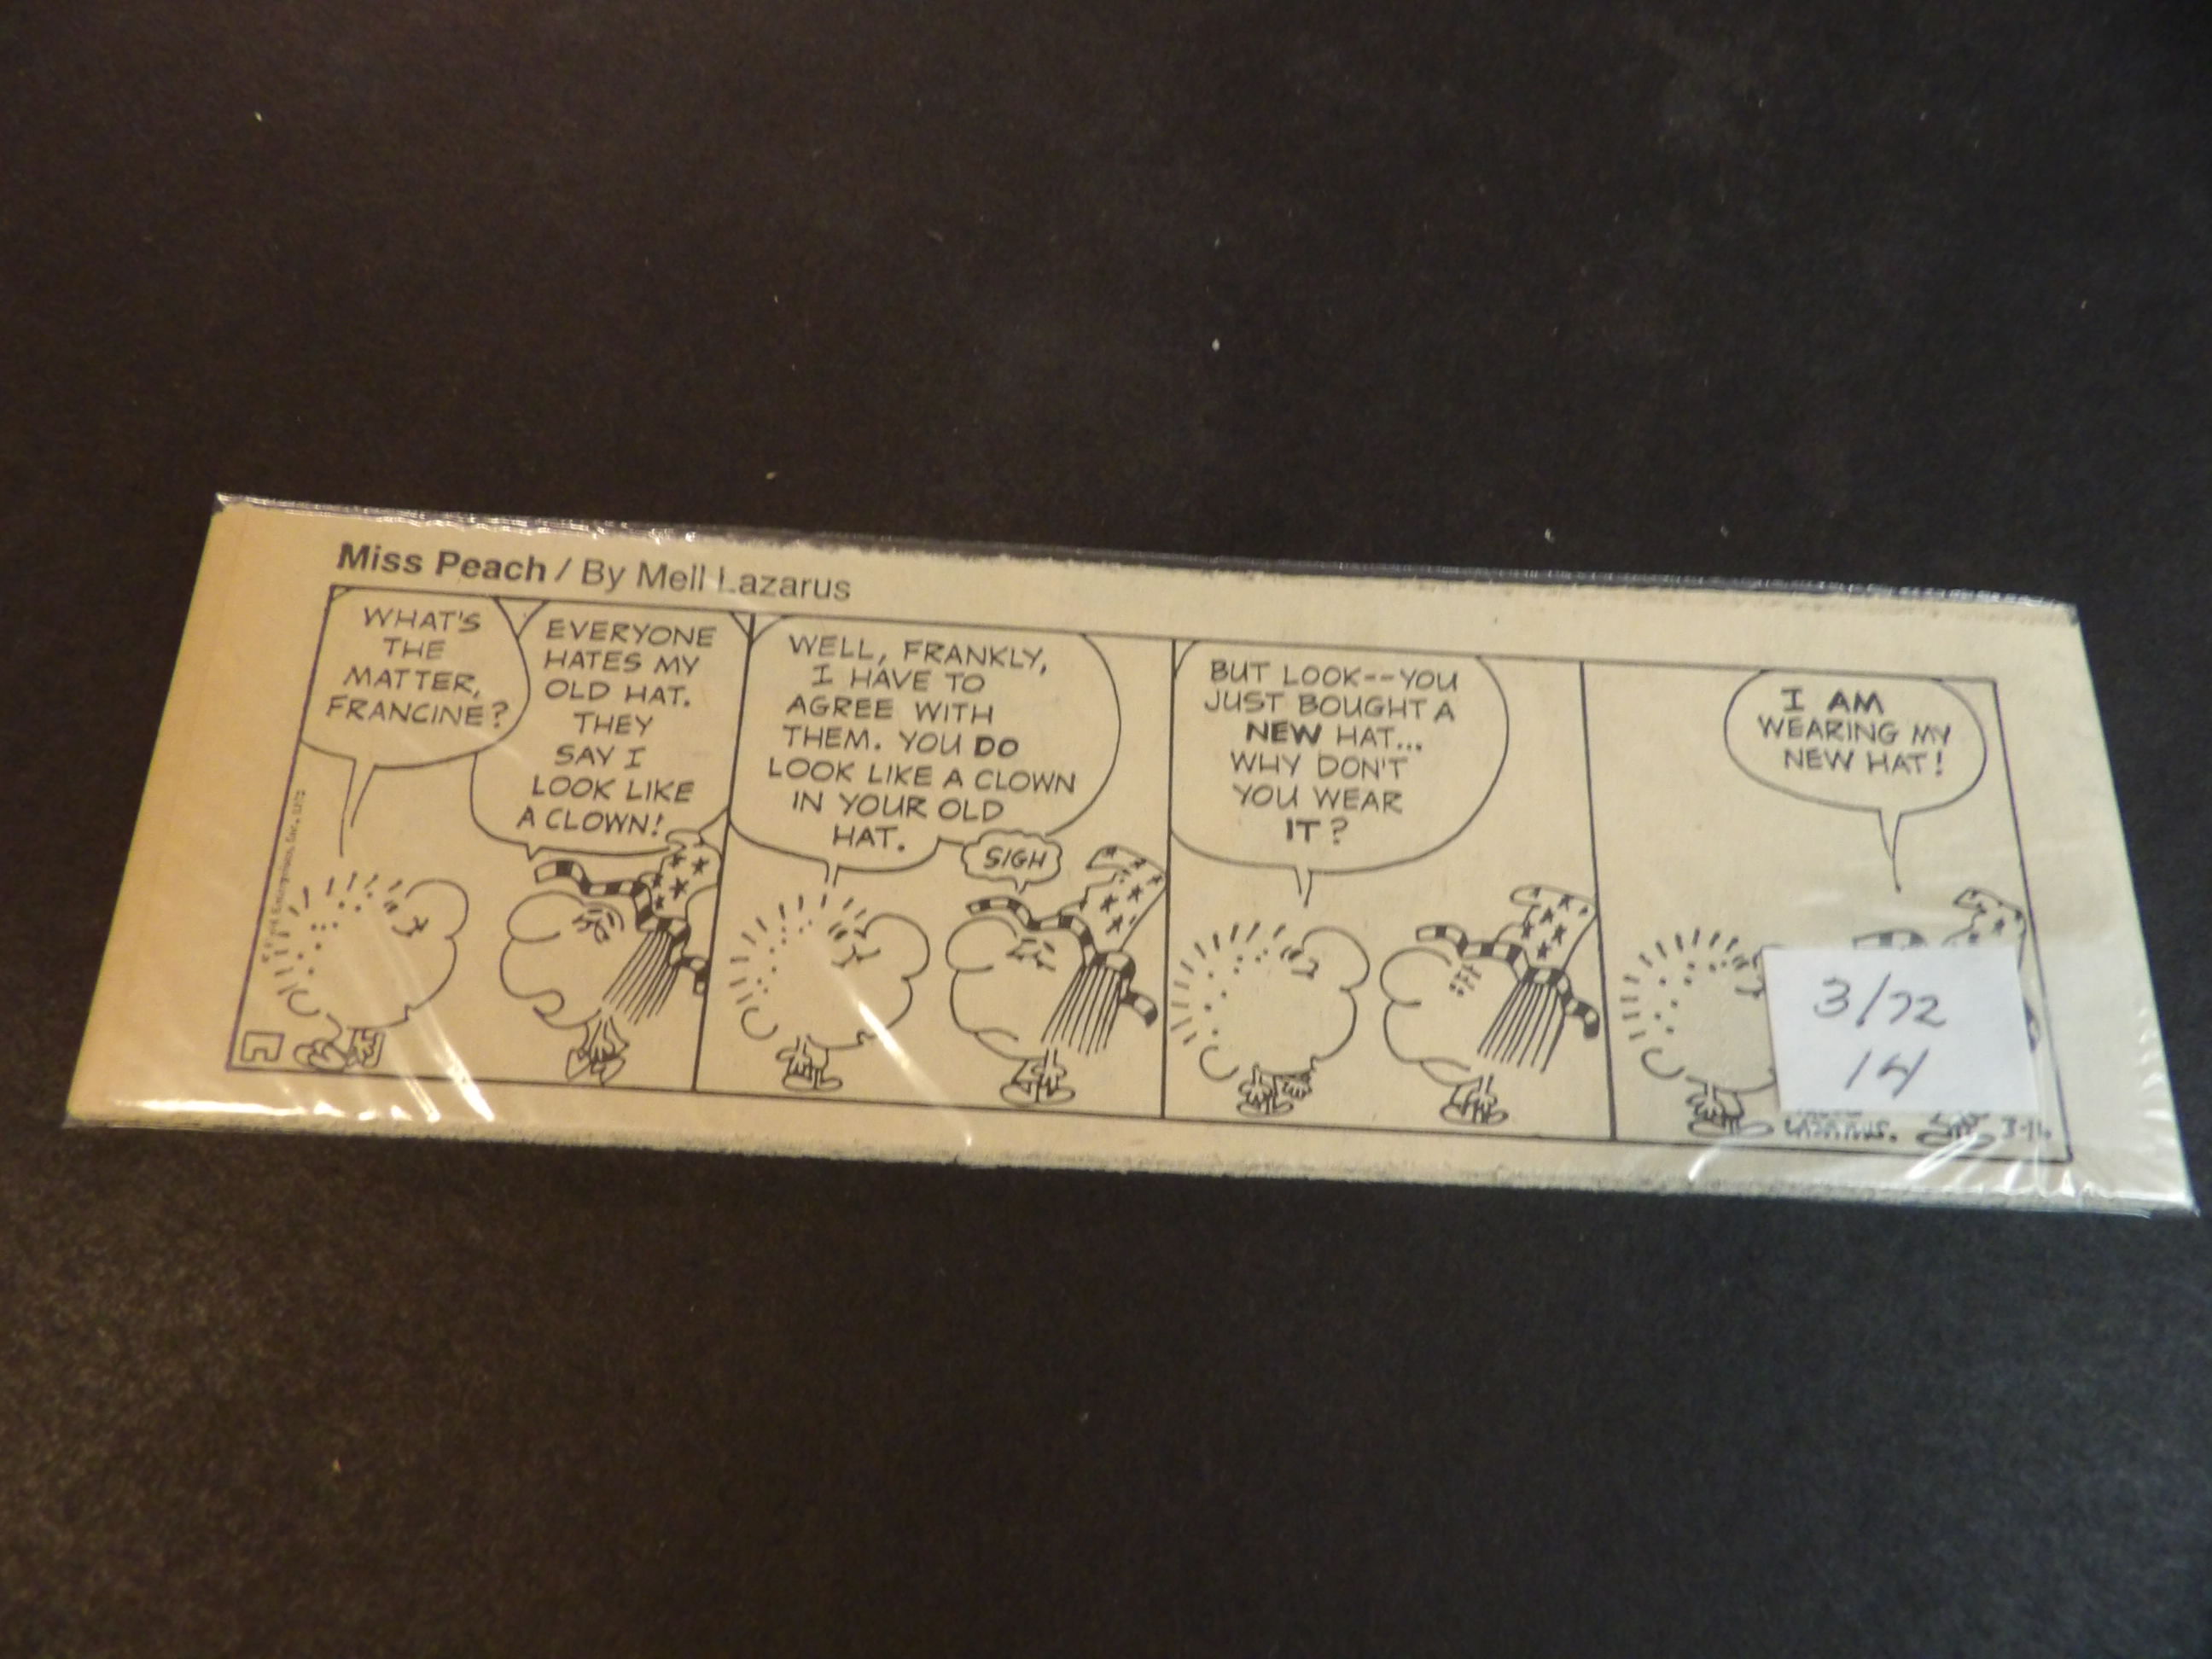 Miss Peach / By Mell Lazarus
WHAT'S
THE
MATTER,
FRANCINE?
EVERYONE
HATES MY
OLD HAT.
THEY
SAY I
LOOK LIKE
A CLOWN!
WELL, FRANKLY,
I HAVE TO
AGREE WITH
THEM. YOU DO
LOOK LIKE A CLOWN
IN YOUR OLD
HAT.
SIGH
BUT LOOK--YOU
JUST BOUGHT A
NEW HAT...
WHY DON'T
YOU WEAR
IT?
I AM
WEARING MY
NEW HAT!
3/72
14